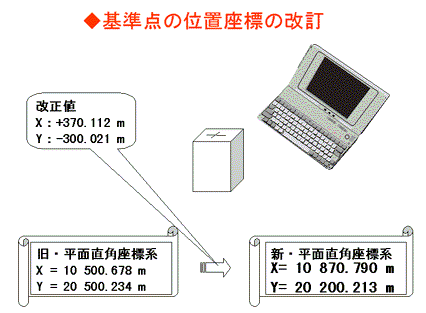 ◆基準点の位置座標の改訂
改正値
X：+370.112 m
Y：-300.021 m
旧・平面直角座標系
X = 10 500.678 m
Y = 20 500.234 m
新・平面直角座標系
X= 10 870.790 m
Y= 20 200.213 m